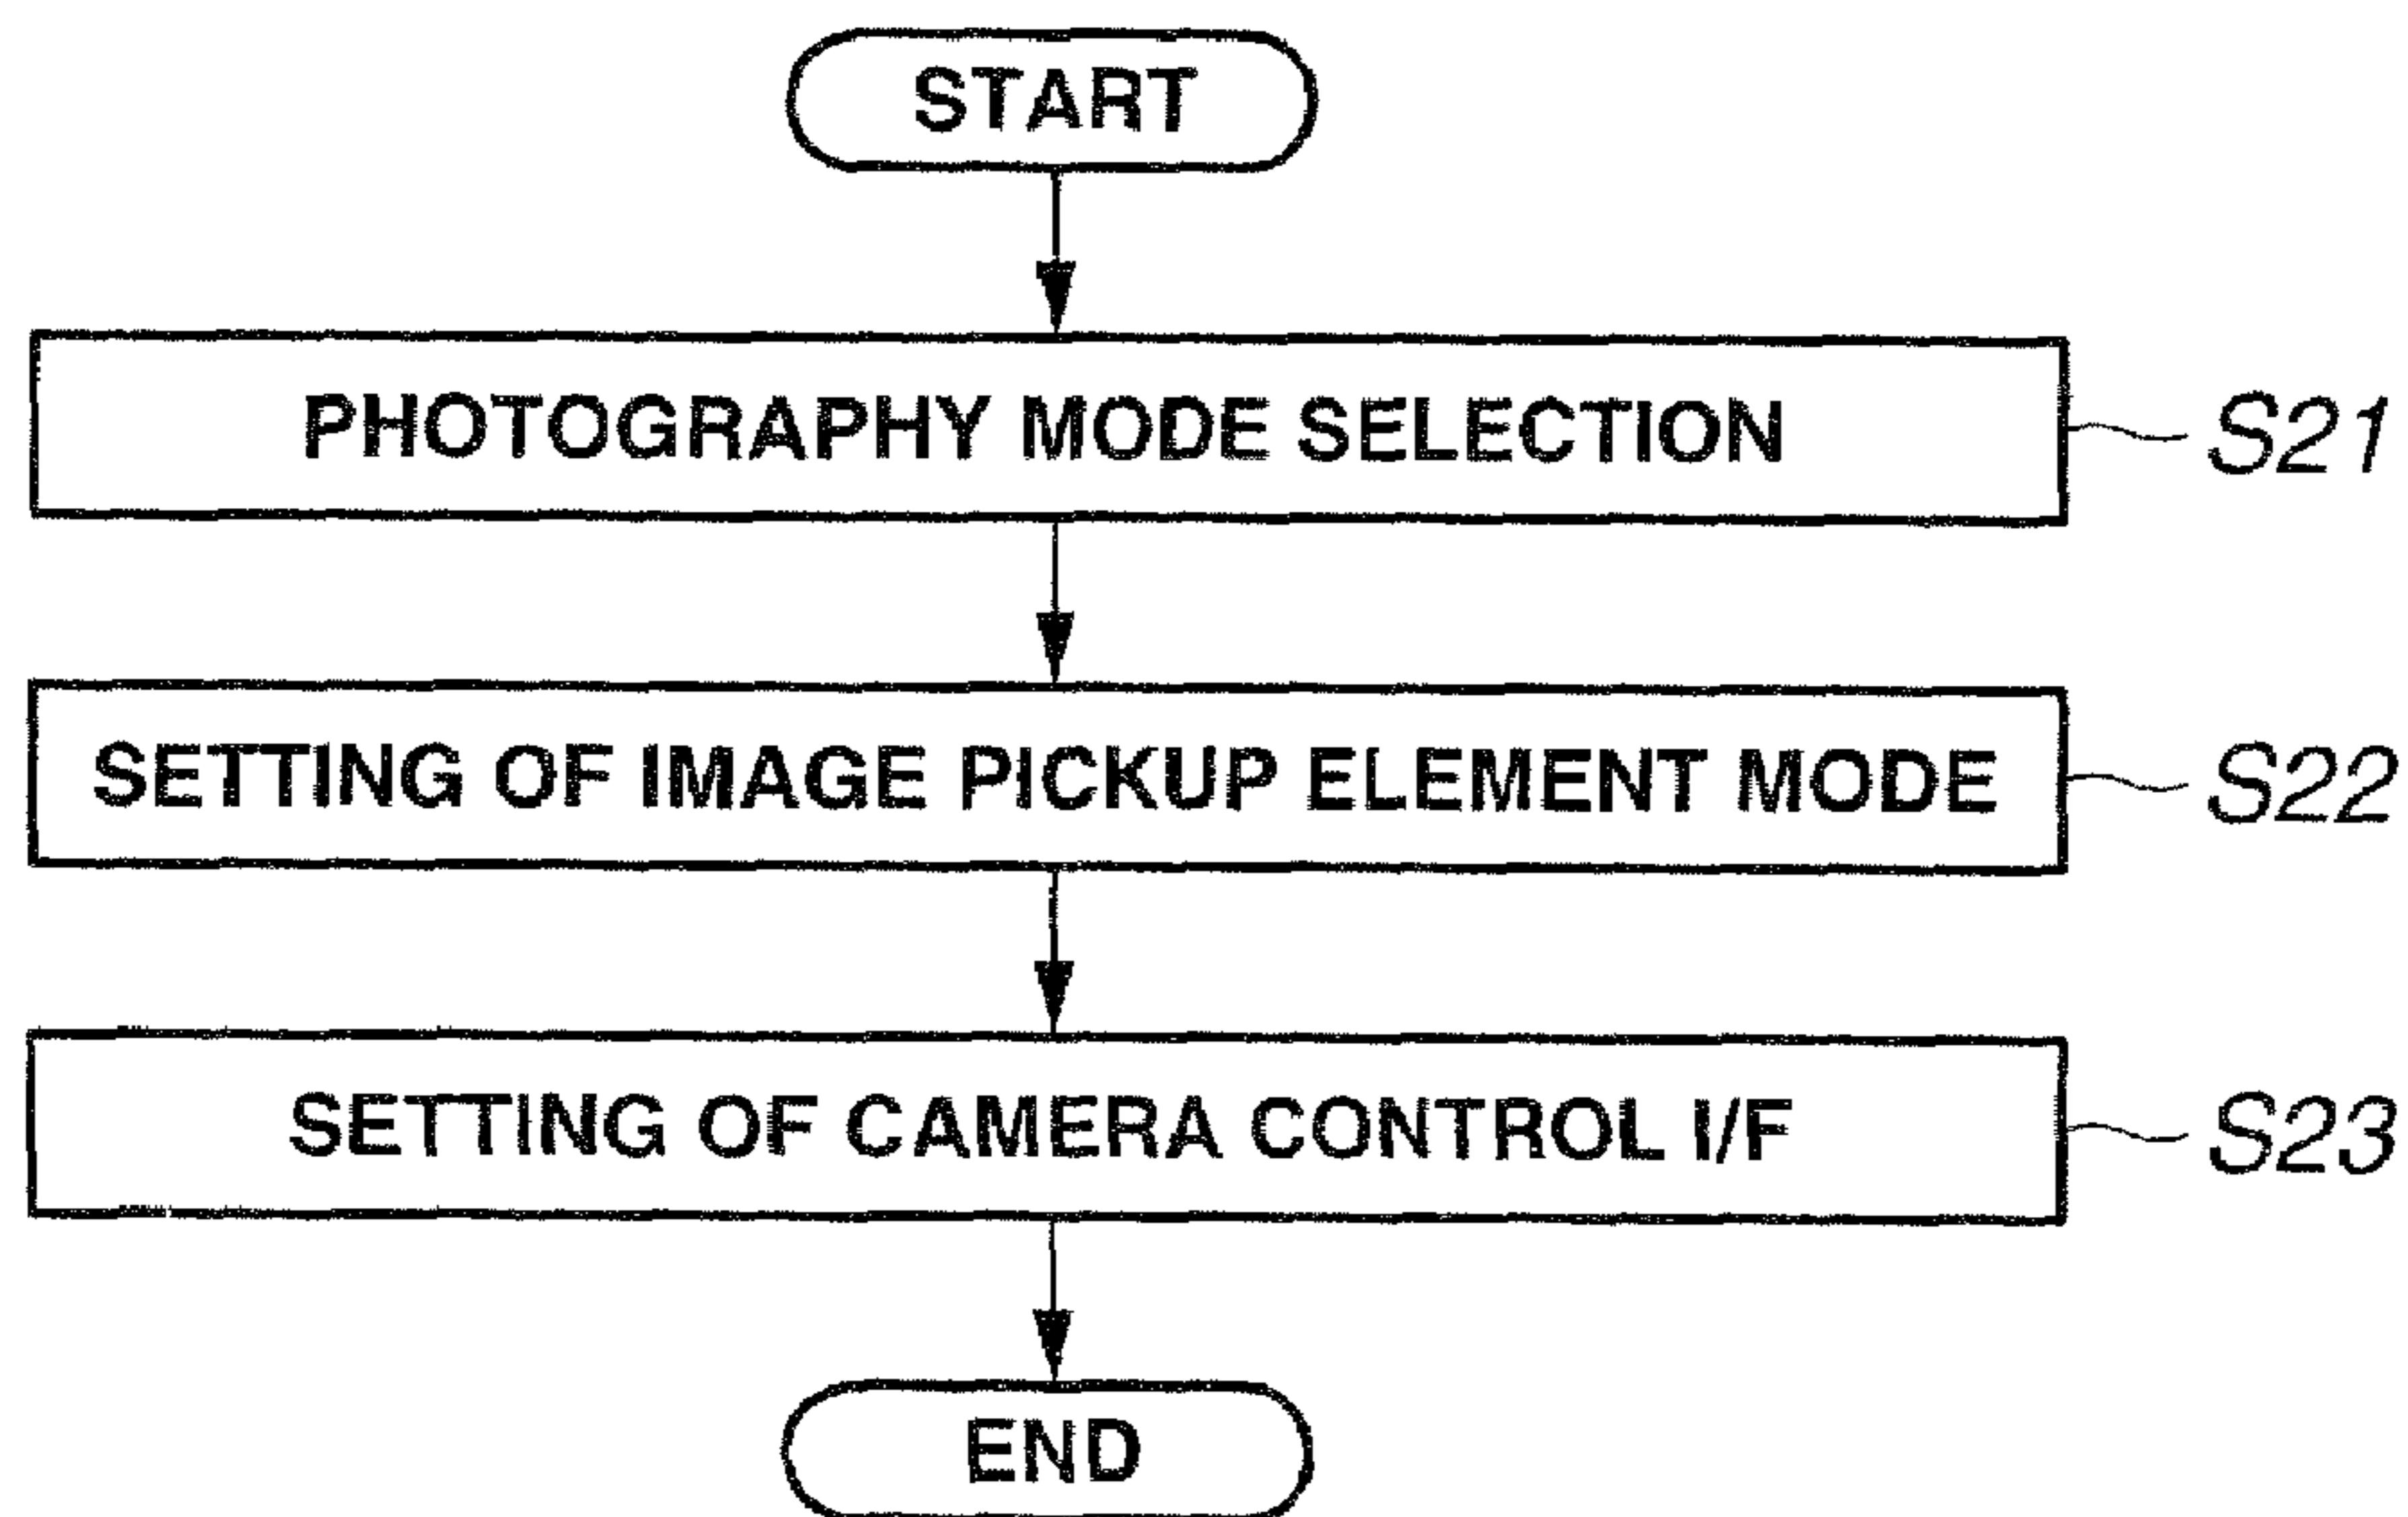 START
PHOTOGRAPHY MODE SELECTION
S21
SETTING OF IMAGE PICKUP ELEMENT MODE
S22
SETTING OF CAMERA CONTROL I/F
S23
END